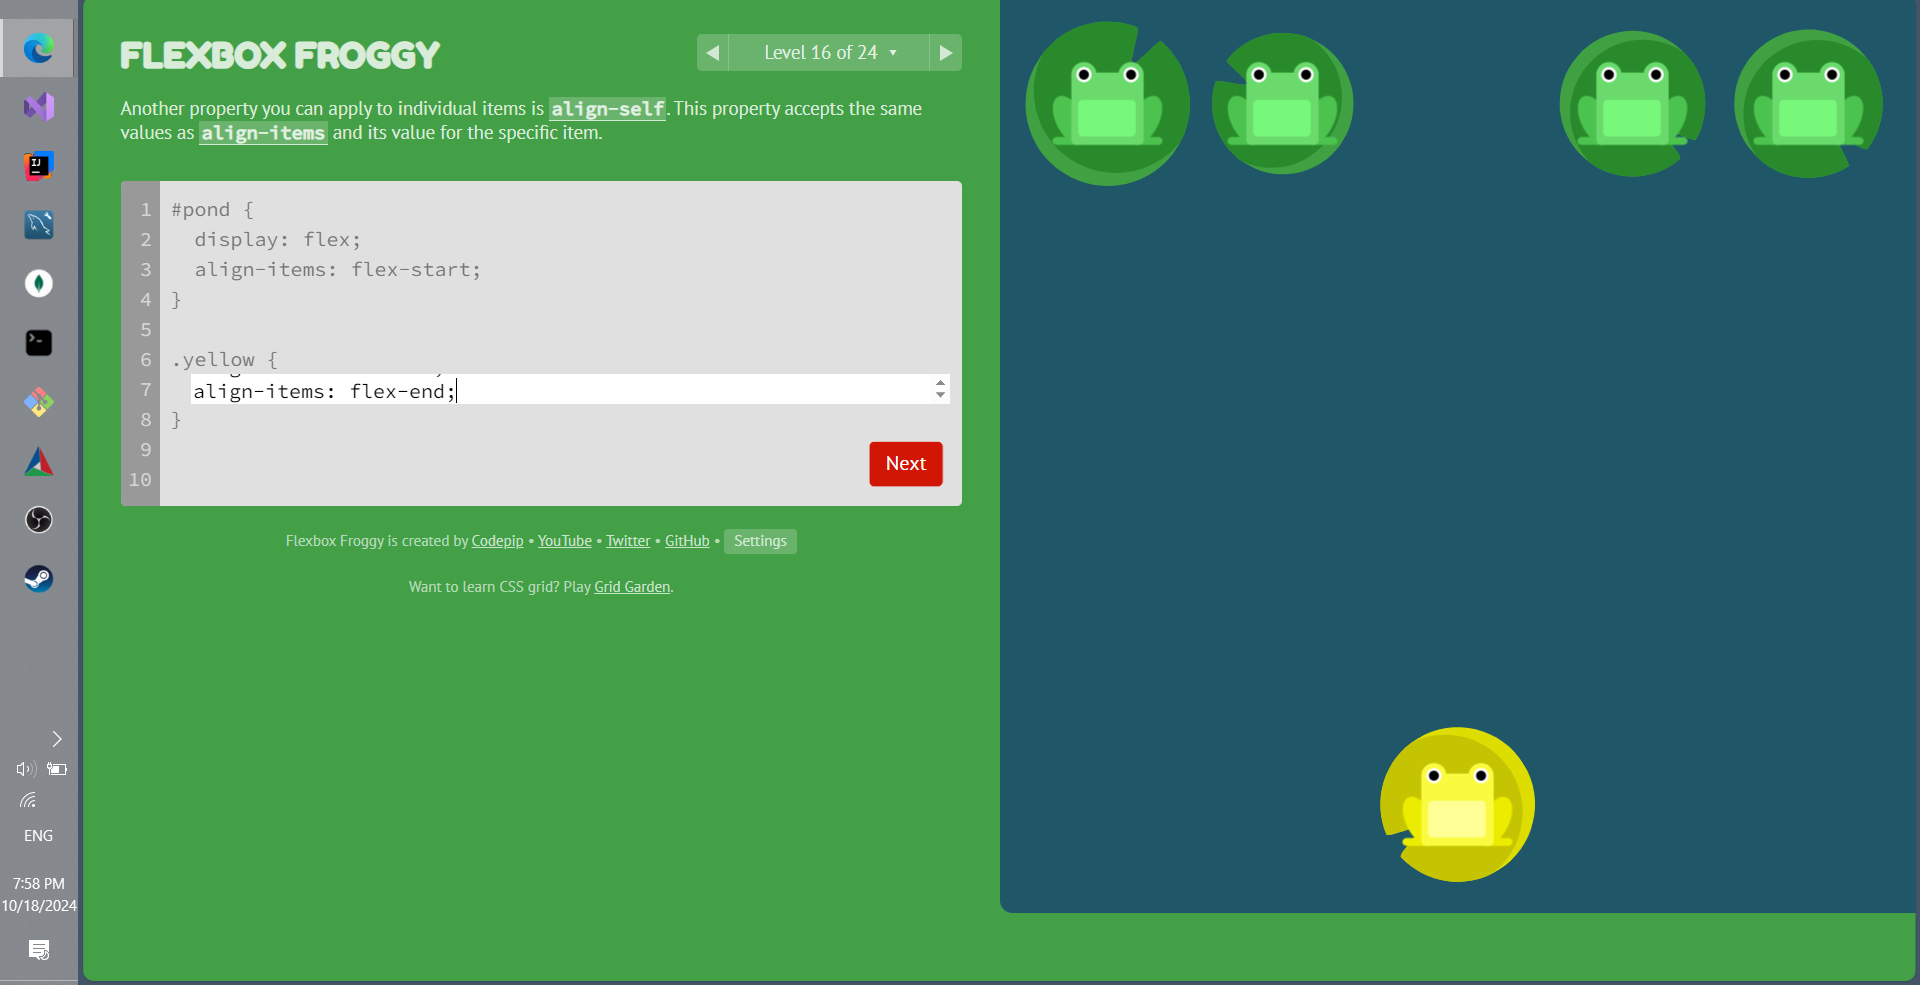 FLEXBOX FROGGY
Level 16 of 24
Another property you can apply to individual items is align-self. This property accepts the same
values as align-items and its value for the specific item.
1 #pond {
2 display: flex;
3 align-items: flex-start;
4 }
5
6 .yellow {
7 align-items: flex-end;
8 }
9
10
Next
Flexbox Froggy is created by Codepip • YouTube • Twitter • GitHub • Settings
Want to learn CSS grid? Play Grid Garden.
IJ
ENG
7:58 PM
10/18/2024